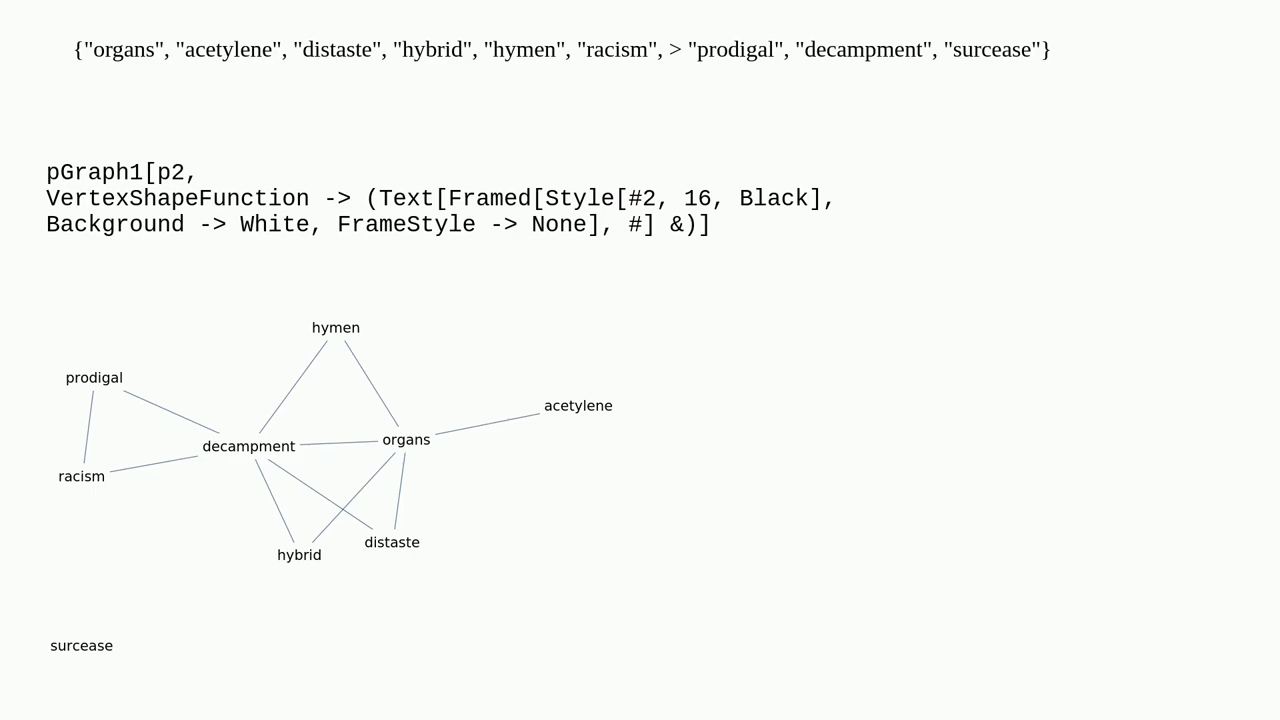 {"organs", "acetylene", "distaste", "hybrid", "hymen", "racism", > "prodigal", "decampment", "surcease"}
pGraph1[p2,
VertexShapeFunction -> (Text[Framed[Style[#2, 16, Black],
Background -> White, FrameStyle -> None], #] &)]
hymen
prodigal
acetylene
organs
decampment
racism
distaste
hybrid
surcease